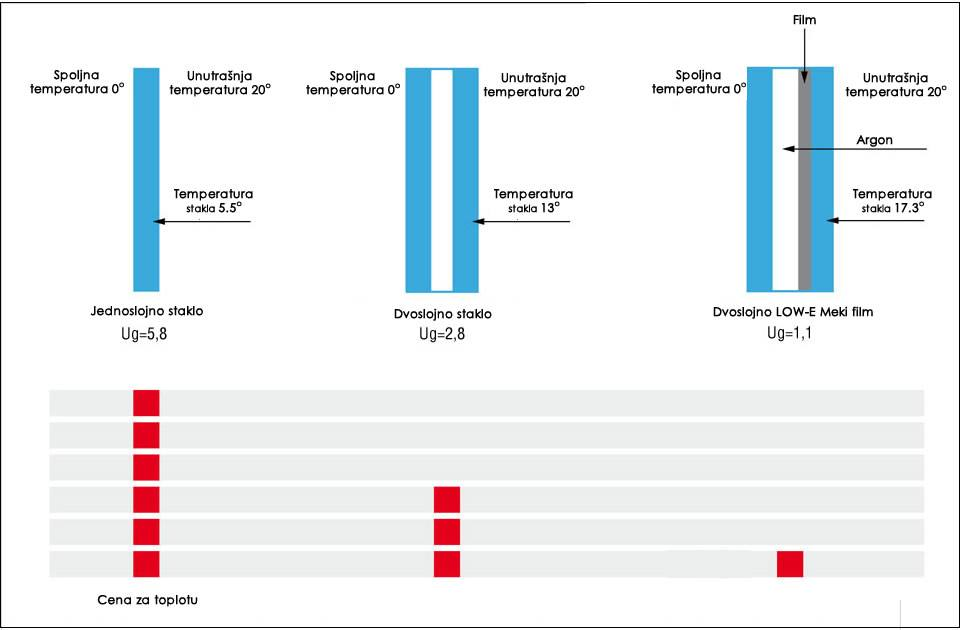 Film
Spoljna
temperatura 0°
Unutrašnja
temperatura 20°
Temperatura
stakla 5.5°
Jednoslojno staklo
Ug=5,8
Spoljna
temperatura 0°
Unutrašnja
temperatura 20°
Temperatura
stakla 13°
Dvoslojno staklo
Ug=2,8
Spoljna
temperatura 0°
Unutrašnja
temperatura 20°
Argon
Temperatura
stakla 17.3°
Dvoslojno LOW-E Meki film
Ug=1,1
Cena za toplotu